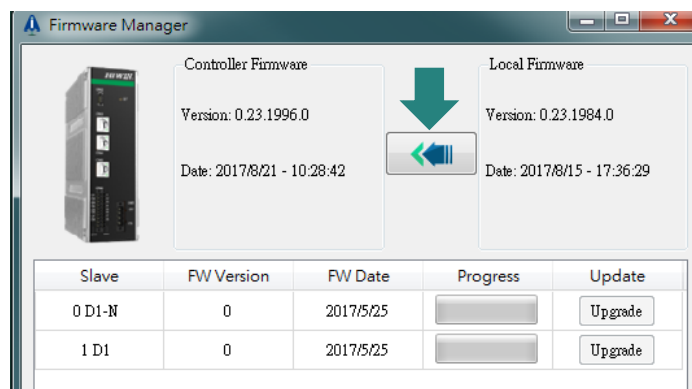 Firmware Manager
HIWIN
Controller Firmware
Version: 0.23.1996.0
Date: 2017/8/21 - 10:28:42
Local Firmware
Version: 0.23.1984.0
Date: 2017/8/15 - 17:36:29
Slave FW Version FW Date Progress Update
0 D1-N 0 2017/5/25 Upgrade
1 D1 0 2017/5/25 Upgrade